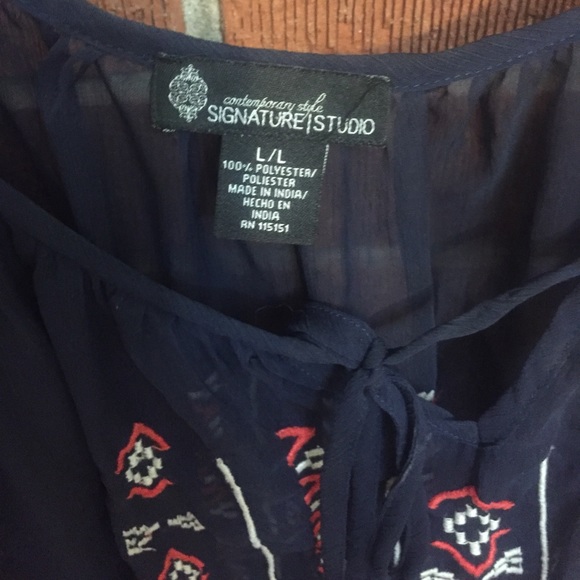 contemporary style
SIGNATURE/STUDIO
L/L
100% POLYESTER/
POLIESTER
MADE IN INDIA/
HECHO EN
INDIA
RN 115151